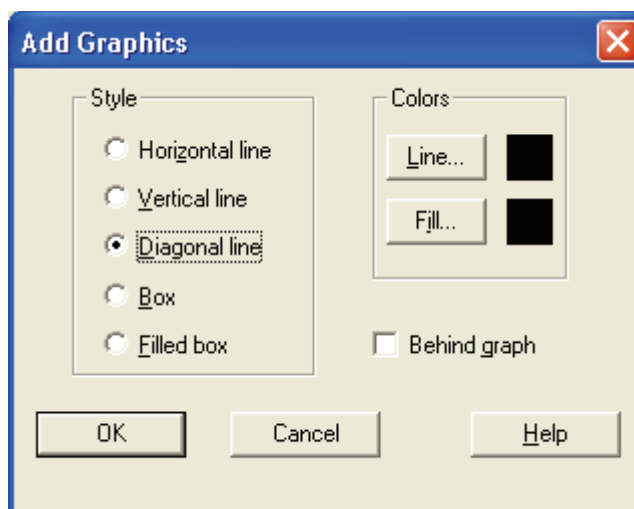 Add Graphics
Style
Horizontal line
Vertical line
Diagonal line
Box
Filled box
Colors
Line...
Fill...
Behind graph
OK
Cancel
Help